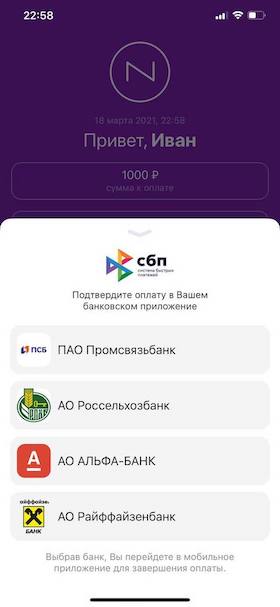 22:58
N
18 марта 2021, 22:58
Привет, Иван
1000 ₽
сумма к оплате
сбп
система быстрых
платежей
Подтвердите оплату в Вашем
банковском приложение
ПСБ
ПАО Промсвязьбанк
АО Россельхозбанк
А
АО АЛЬФА-БАНК
АО Райффайзенбанк
БАНК
Выбрав банк, Вы перейдете в мобильное
приложение для завершения оплаты.